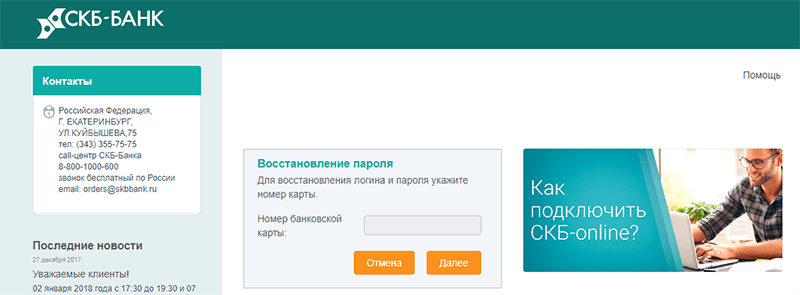 СКБ-БАНК
Контакты
Российская Федерация,
Г. ЕКАТЕРИНБУРГ,
УЛ.КУЙБЫШЕВА,75
тел: (343) 355-75-75
call-центр СКБ-Банка
8-800-1000-600
звонок бесплатный по России
email: orders@skbbank.ru
Последние новости
27 декабря 2017
Уважаемые клиенты!
02 января 2018 года с 17:30 до 19:30 и 07
Помощь
Восстановление пароля
Для восстановления логина и пароля укажите
номер карты.
Номер банковской
карты:
Отмена
Далее
Как
подключить
СКБ-online?